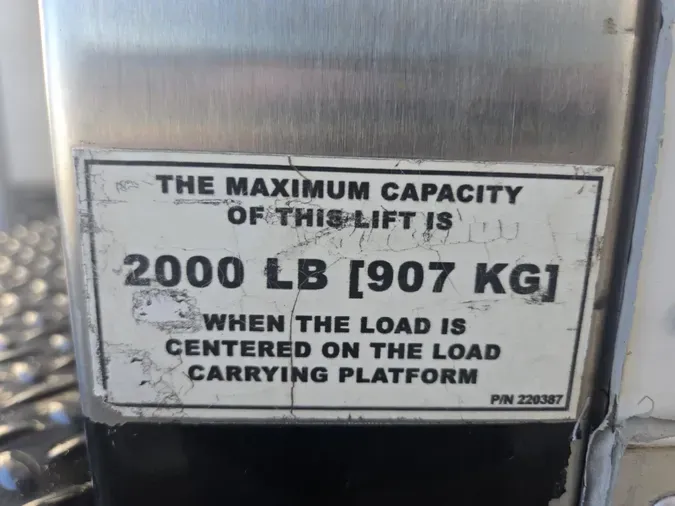 THE MAXIMUM CAPACITY
OF THIS LIFT IS
2000 LB [907 KG]
WHEN THE LOAD IS
CENTERED ON THE LOAD
CARRYING PLATFORM
P/N 220387